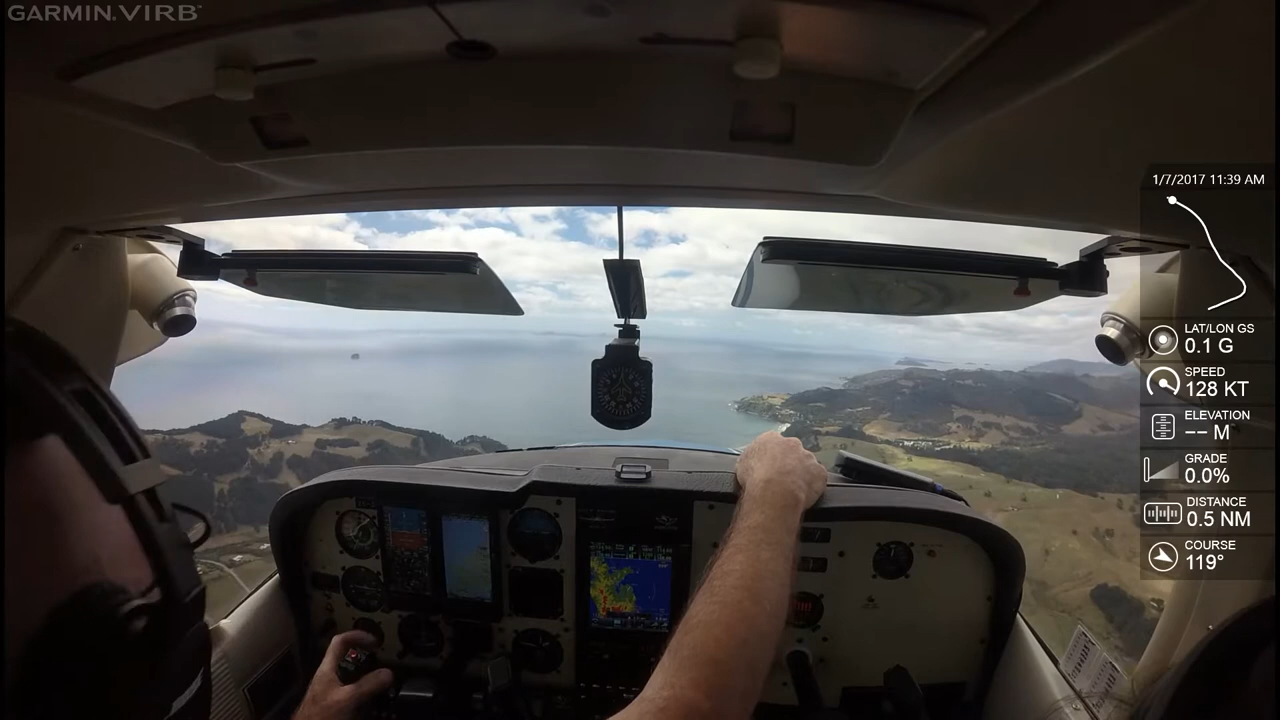 GARMIN.VIRB™
1/7/2017 11:39 AM
LAT/LON GS
0.1 G
SPEED
128 KT
ELEVATION
-- M
GRADE
0.0%
DISTANCE
0.5 NM
COURSE
119°